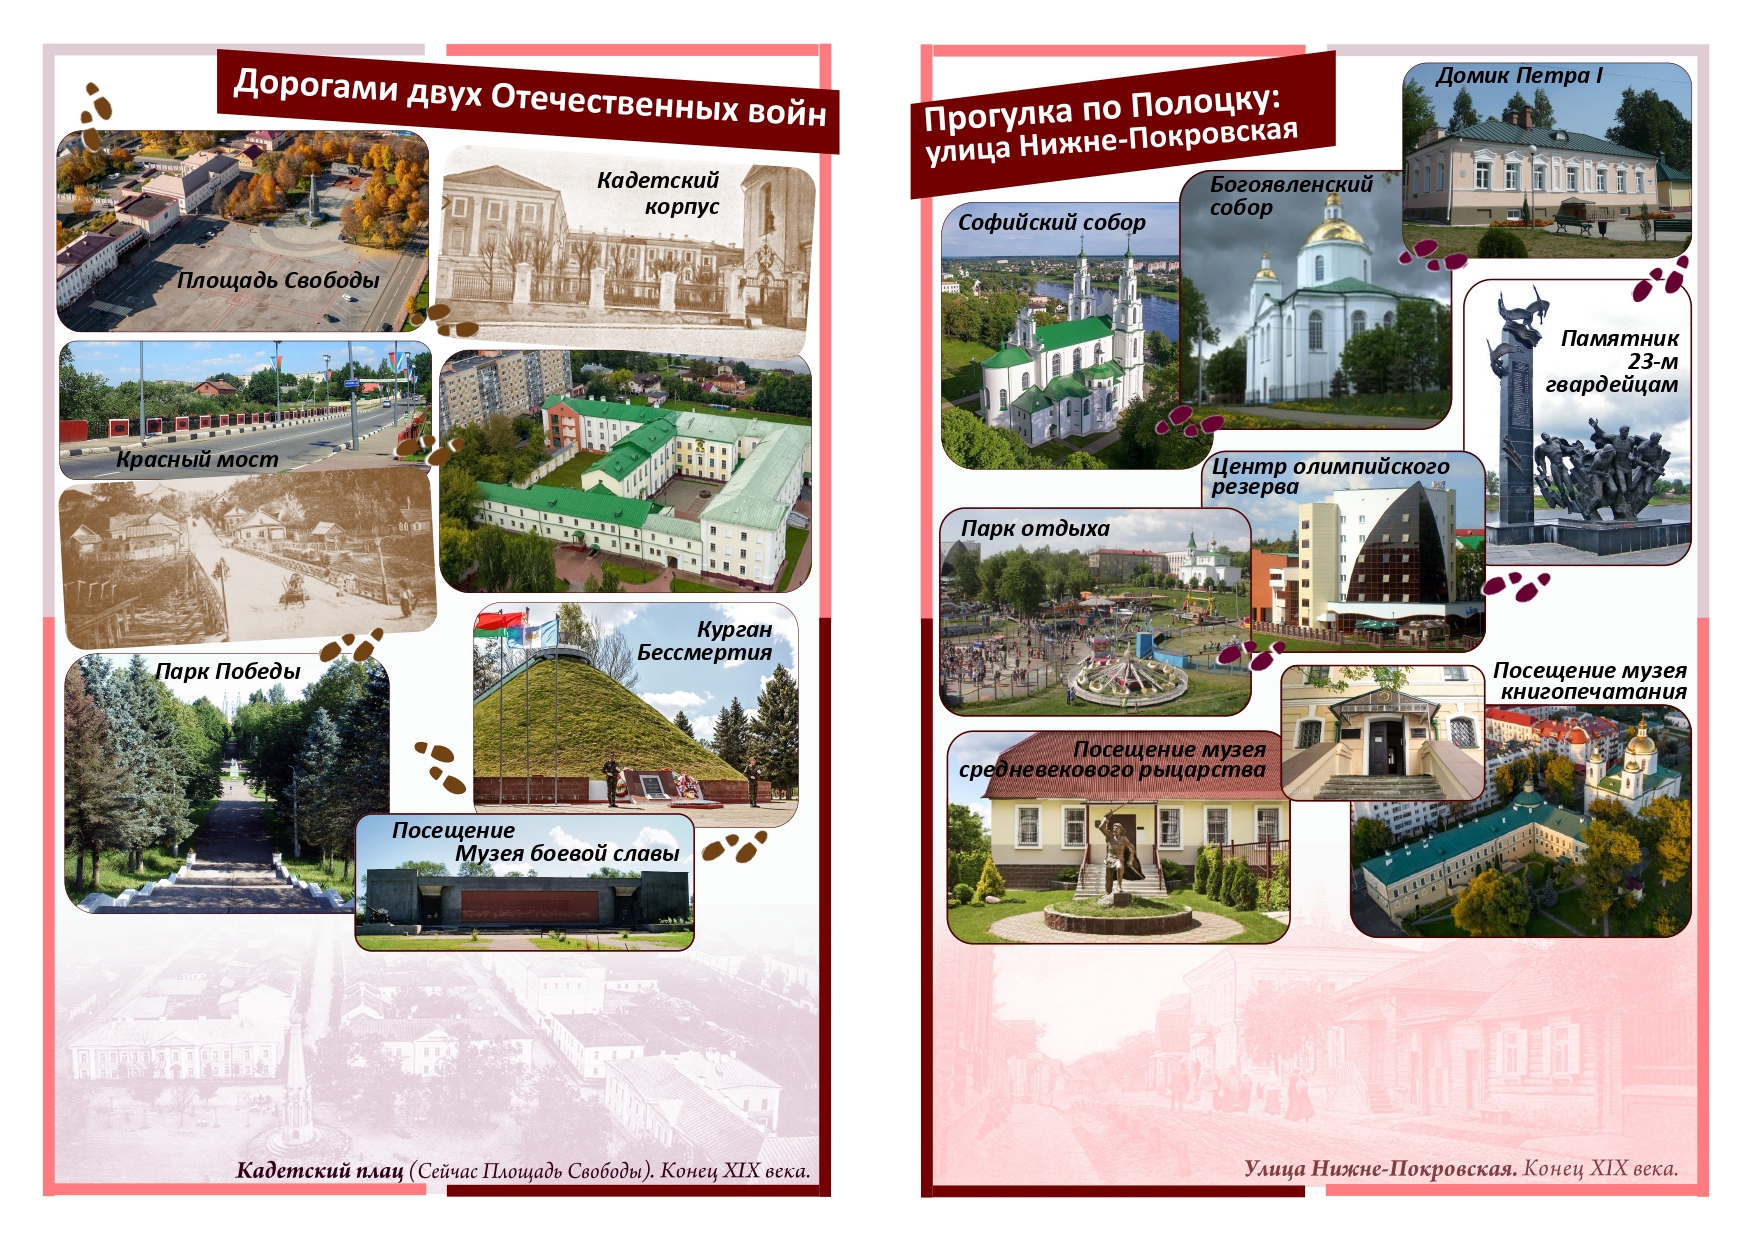 Дорогами двух Отечественных войн
Площадь Свободы
Кадетский
корпус
Красный мост
Курган
Бессмертия
Парк Победы
Посещение
Музея боевой славы
Кадетский плац (Сейчас Площадь Свободы). Конец XIX века.
Прогулка по Полоцку:
улица Нижне-Покровская
Домик Петра I
Богоявленский
собор
Софийский собор
Памятник
23-м
гвардейцам
Центр олимпийского
резерва
Парк отдыха
Посещение музея
книгопечатания
Посещение музея
средневекового рыцарства
Улица Нижне-Покровская. Конец XIX века.